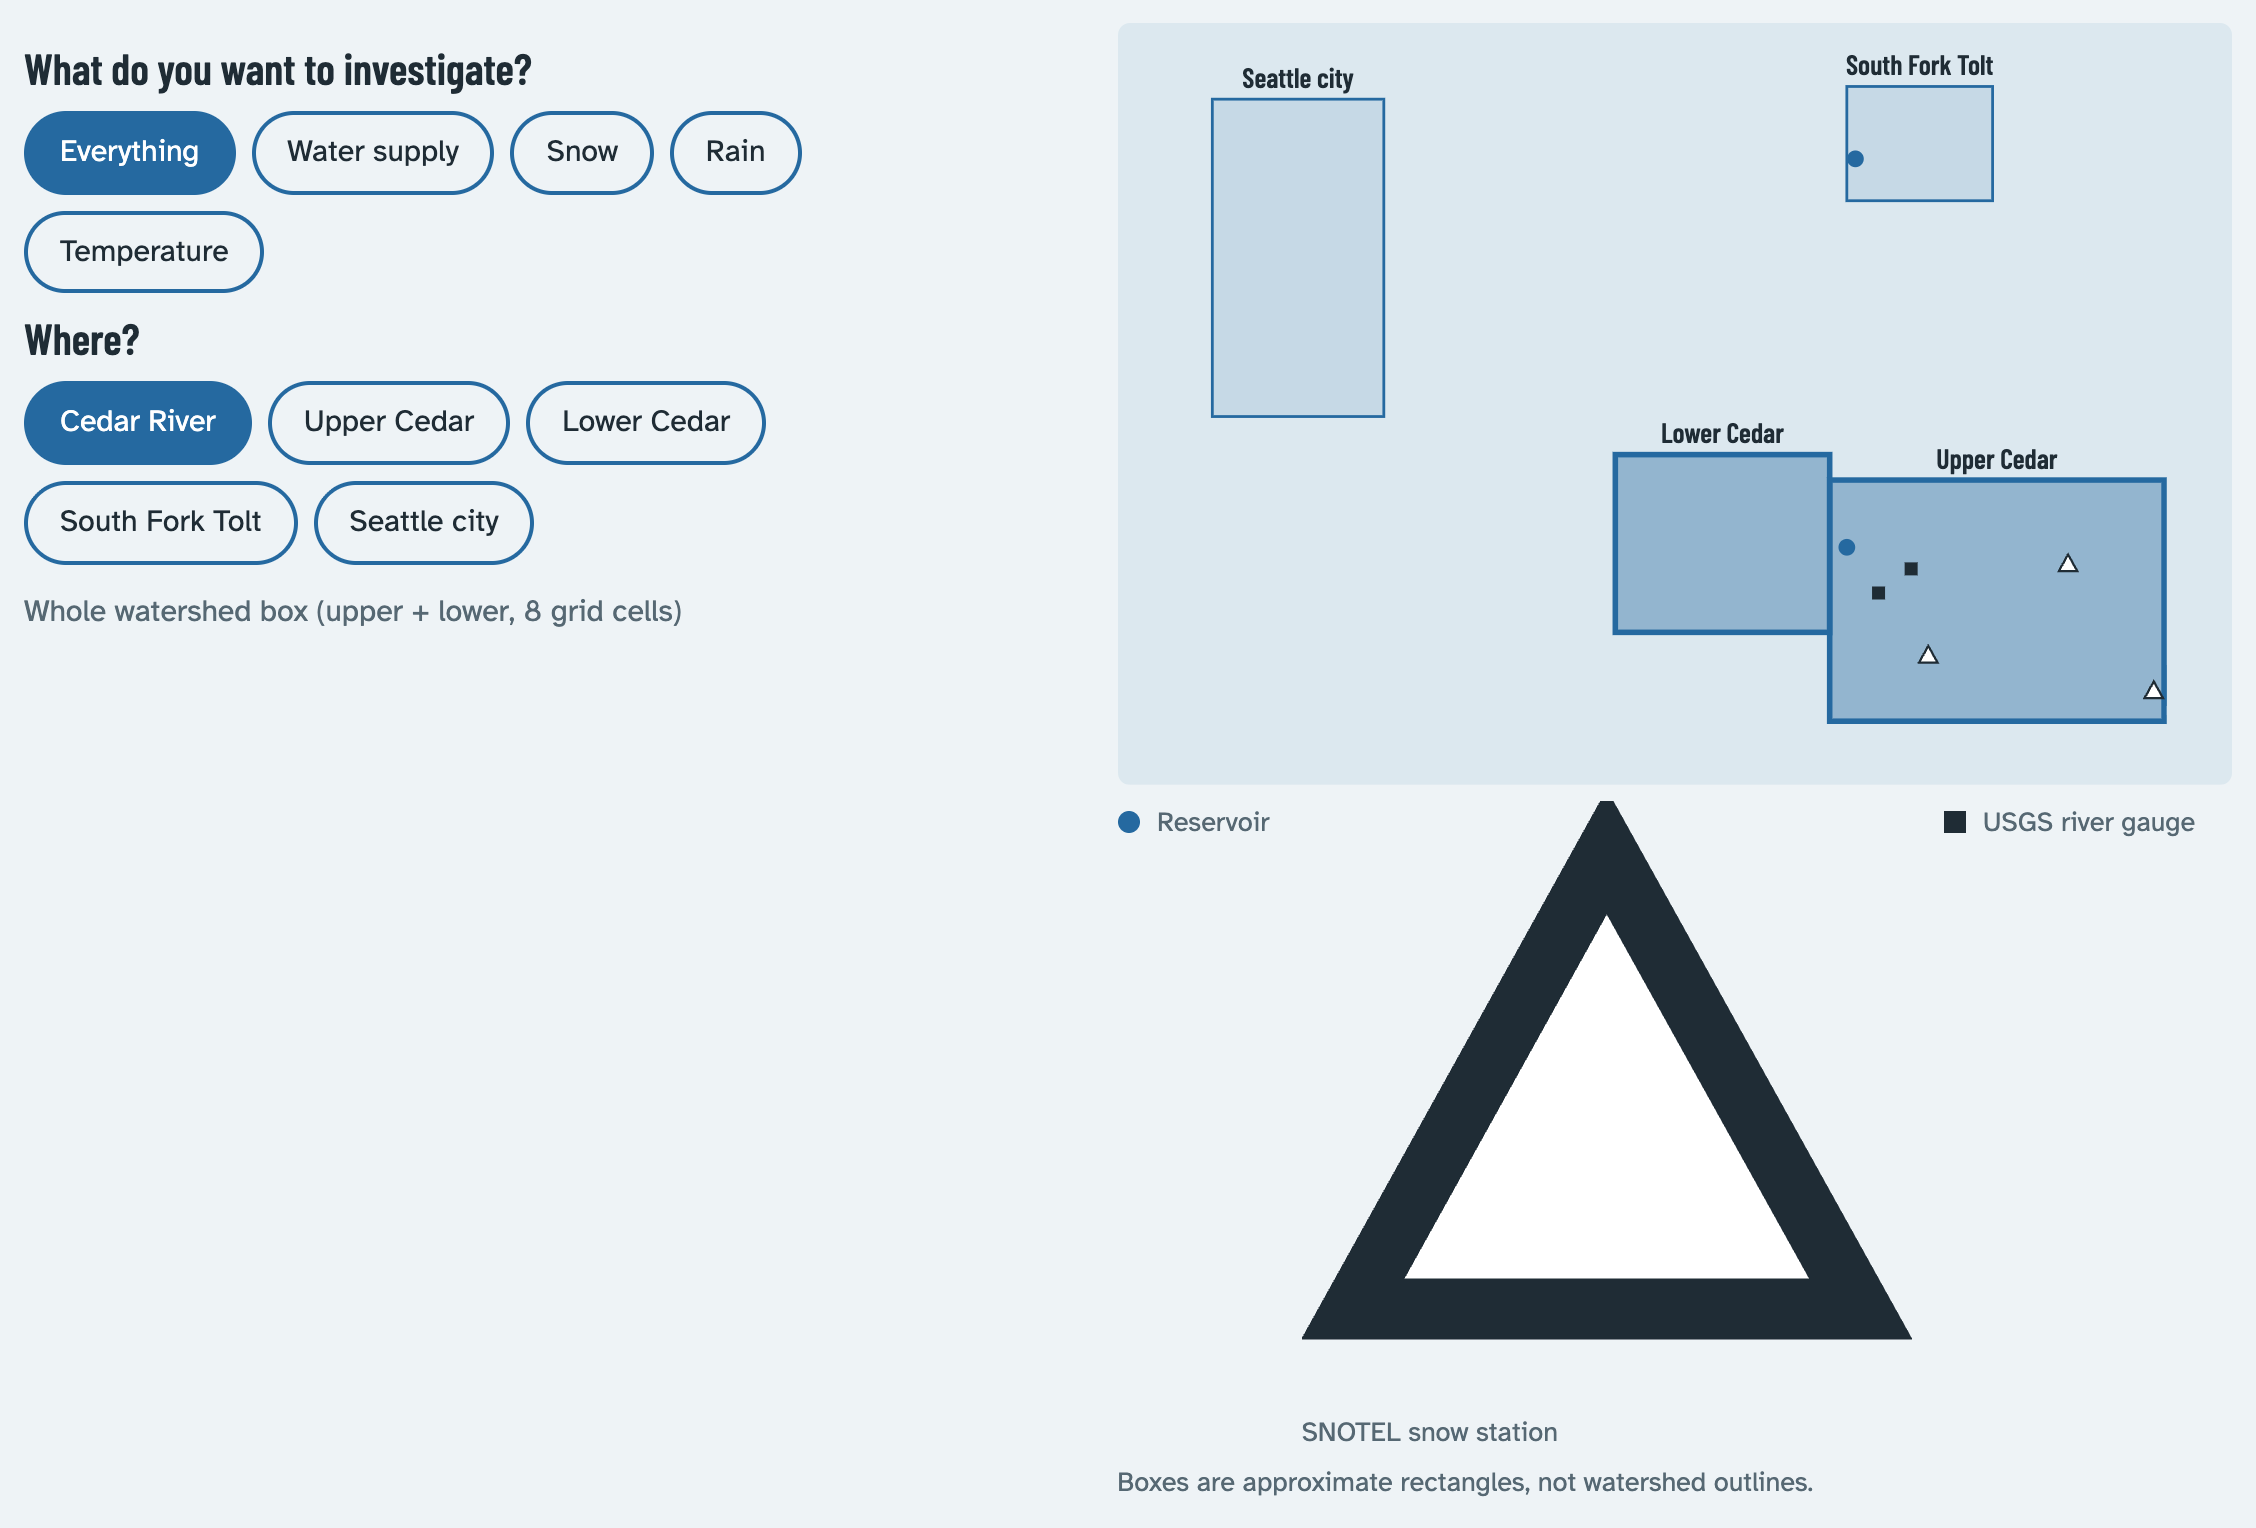 What do you want to investigate?
Everything
Water supply
Snow
Rain
Temperature
Where?
Cedar River
Upper Cedar
Lower Cedar
South Fork Tolt
Seattle city
Whole watershed box (upper + lower, 8 grid cells)
Seattle city
South Fork Tolt
Lower Cedar
Upper Cedar
Reservoir
USGS river gauge
SNOTEL snow station
Boxes are approximate rectangles, not watershed outlines.